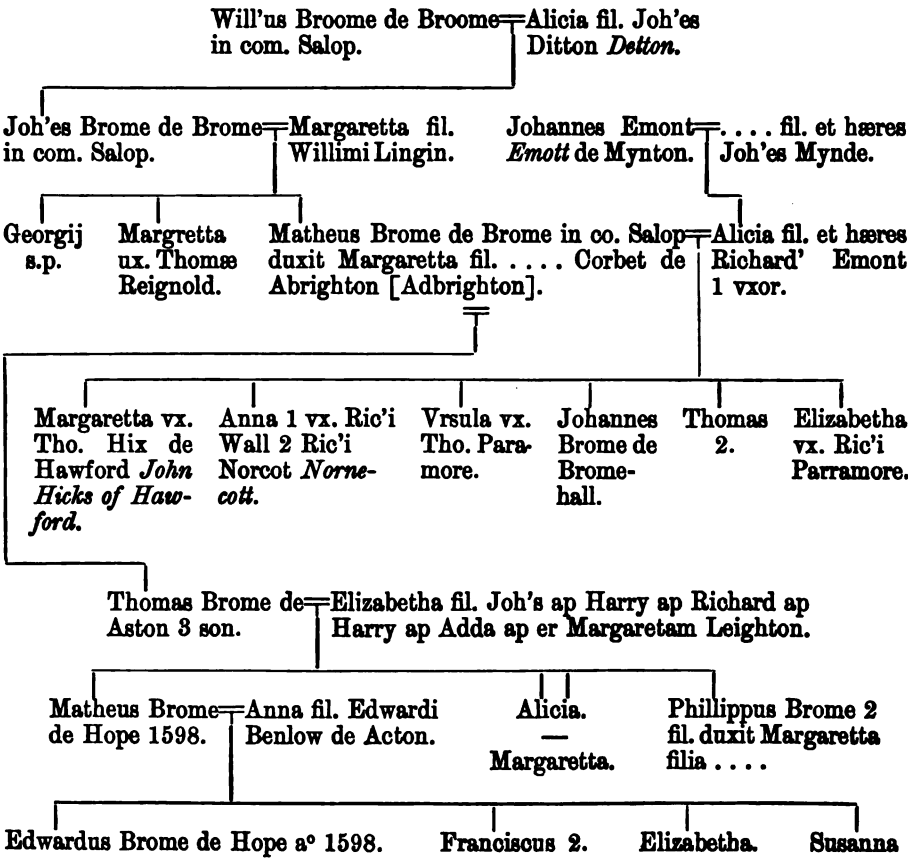 Will'us Broome de Broome=Alicia fil. Joh'es
in com. Salop. Ditton Detton.
Joh'es Brome de Brome=Margaretta fil.
in com. Salop. Willimi Lingin.
Johannes Emont=. . . . fil. et hæres
Emott de Mynton. Joh'es Mynde.
Georgij
s.p.
Margretta
ux. Thomæ
Reignold.
Matheus Brome de Brome in co. Salop=Alicia fil. et hæres
duxit Margaretta fil. . . . . . Corbet de Richard' Emont
Abrighton [Adbrighton]. 1 vxor.
Margaretta vx.
Tho. Hix de
Hawford John
Hicks of Haw-
ford.
Anna 1 vx. Ric'i
Wall 2 Ric'i
Norcot Norne-
cott.
Vrsula vx.
Tho. Para-
more.
Johannes
Brome de
Brome-
hall.
Thomas
2.
Elizabetha
vx. Ric'i
Parramore.
Thomas Brome de=Elizabetha fil. Joh's ap Harry ap Richard ap
Aston 3 son. Harry ap Adda ap er Margaretam Leighton.
Matheus Brome=Anna fil. Edwardi
de Hope 1598. Benlow de Acton.
Alicia.
—
Margaretta.
Phillippus Brome 2
fil. duxit Margaretta
filia . . . .
Edwardus Brome de Hope aº 1598. Franciscus 2. Elizabetha. Susanna